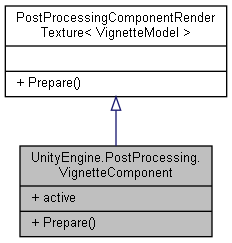 PostProcessingComponentRender
Texture< VignetteModel >
+ Prepare()
UnityEngine.PostProcessing.
VignetteComponent
+ active
+ Prepare()